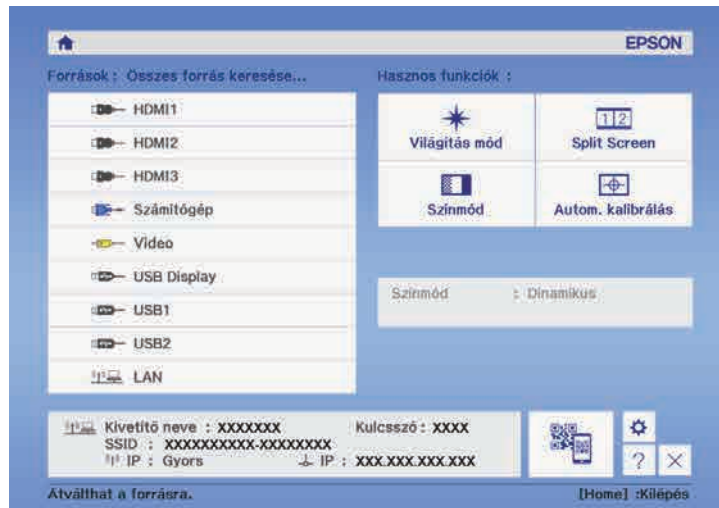 EPSON
Források : Összes forrás keresése...
HDMI1
HDMI2
HDMI3
Számítógép
Video
USB Display
USB1
USB2
LAN
Hasznos funkciók :
1 2
Világítás mód
Split Screen
Színmód
Autom. kalibrálás
Színmód : Dinamikus
Kivetítő neve : XXXXXXX Kulcsszó : XXXX
SSID : XXXXXXXXXX-XXXXXXXX
IP : Gyors IP : XXX.XXX.XXX.XXX
?
Átválthat a forrásra. [Home] :Kilépés